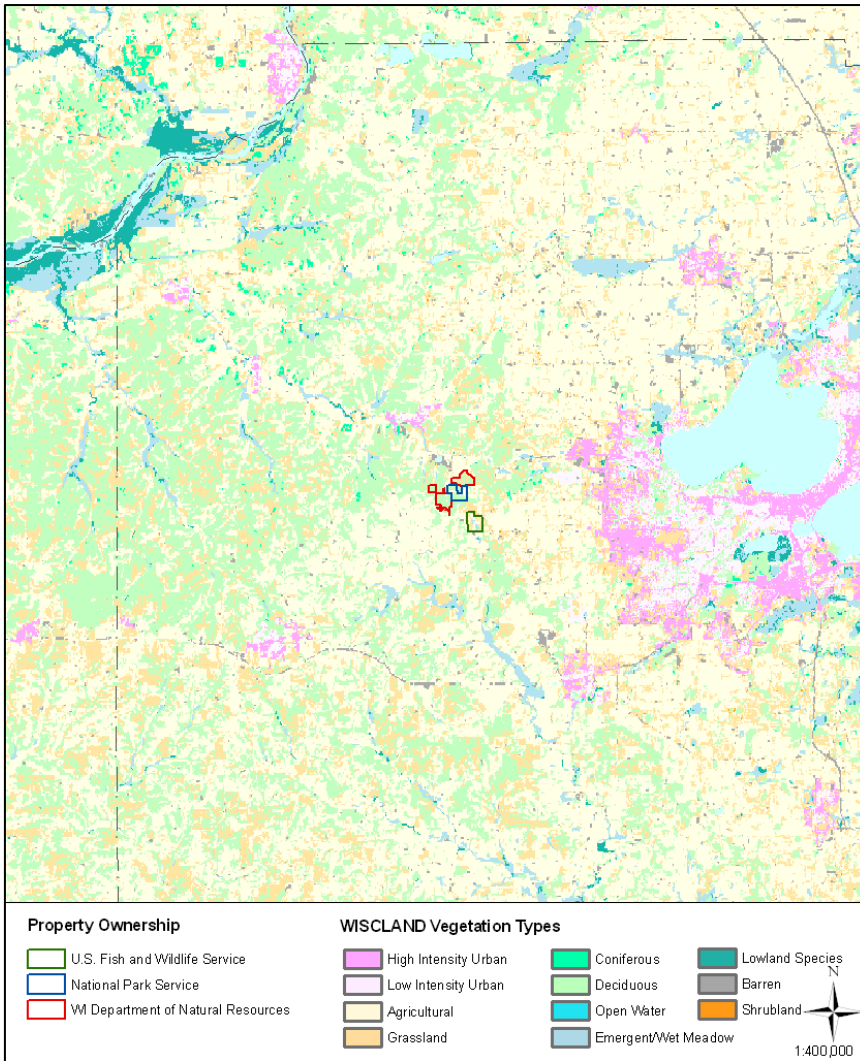 Property Ownership
U.S. Fish and Wildlife Service
National Park Service
WI Department of Natural Resources
WISCLAND Vegetation Types
High Intensity Urban
Low Intensity Urban
Agricultural
Grassland
Coniferous
Deciduous
Open Water
Emergent/Wet Meadow
Lowland Species
Barren
Shrubland
N
1:400,000